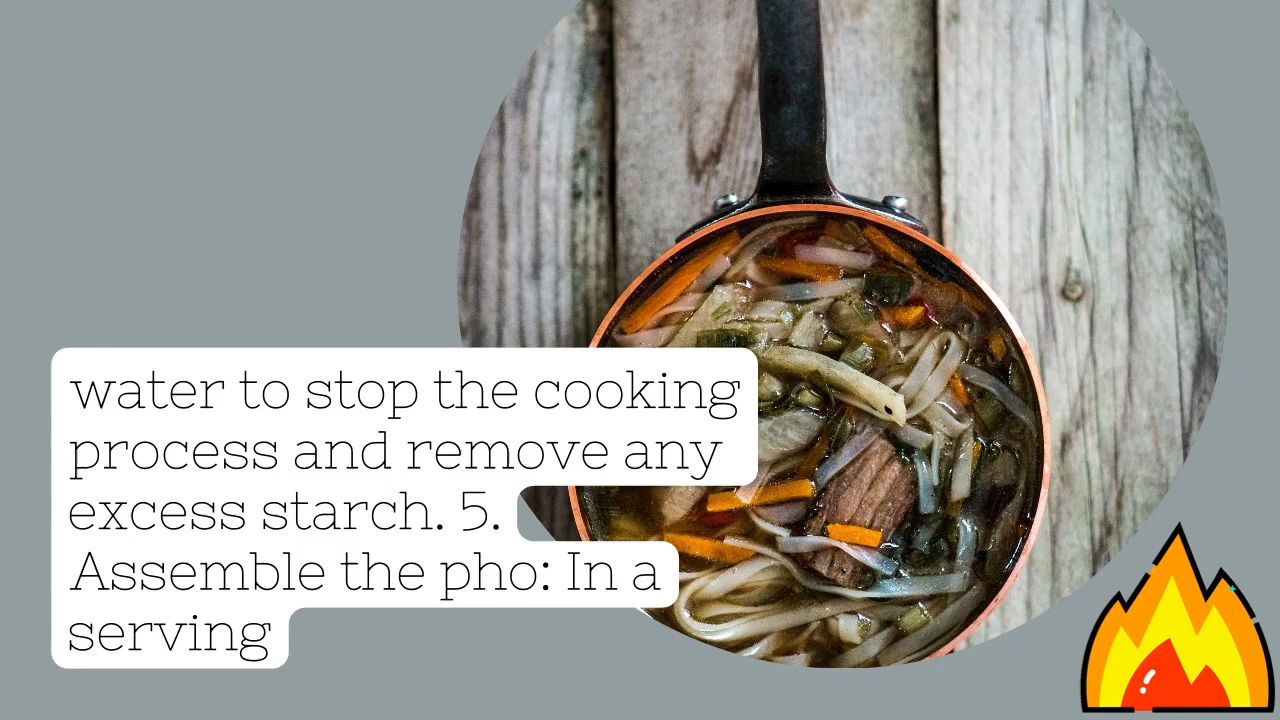 water to stop the cooking
process and remove any
excess starch. 5.
Assemble the pho: In a
serving